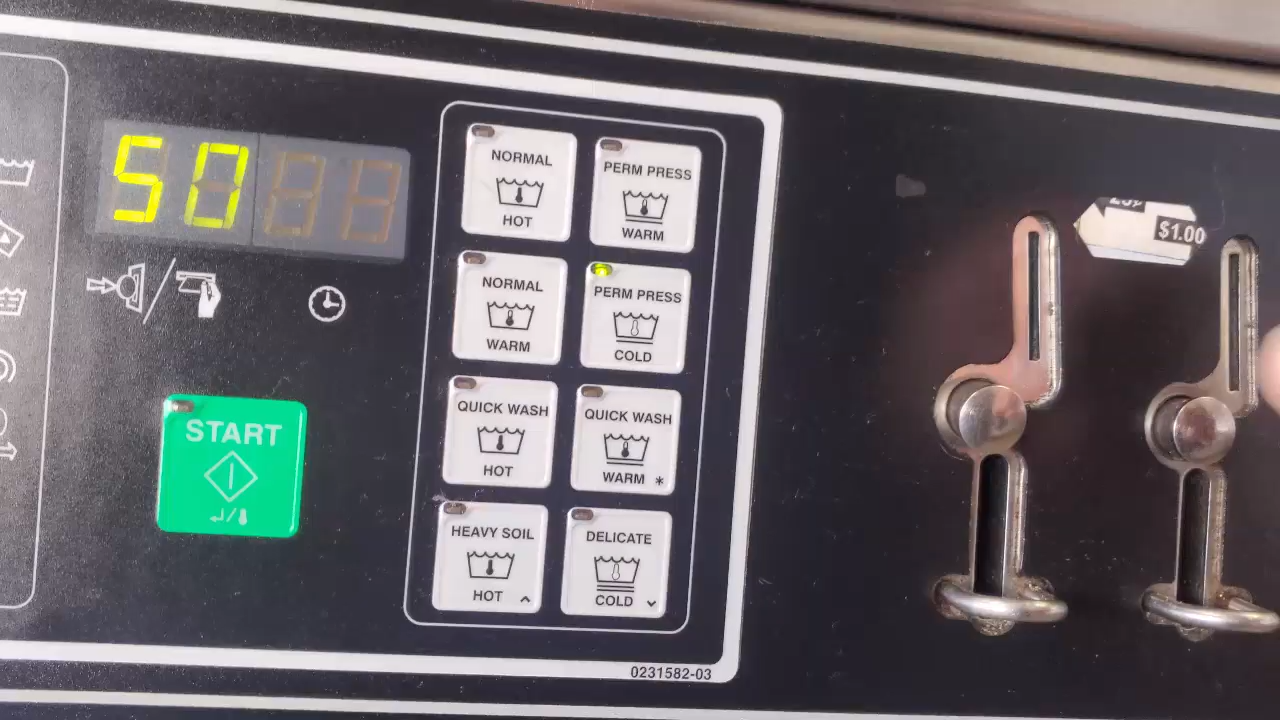 50
START
NORMAL
HOT
PERM PRESS
WARM
NORMAL
WARM
PERM PRESS
COLD
QUICK WASH
HOT
QUICK WASH
WARM *
HEAVY SOIL
HOT
DELICATE
COLD
0231582-03
$1.00